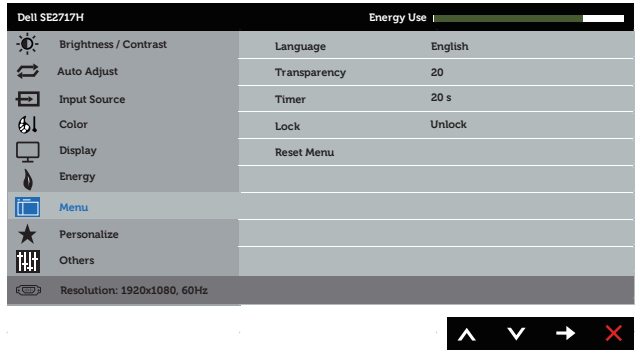 Dell SE2717H Energy Use
Brightness / Contrast
Auto Adjust
Input Source
Color
Display
Energy
Menu
Personalize
Others
Language English
Transparency 20
Timer 20 s
Lock Unlock
Reset Menu
Resolution: 1920x1080, 60Hz